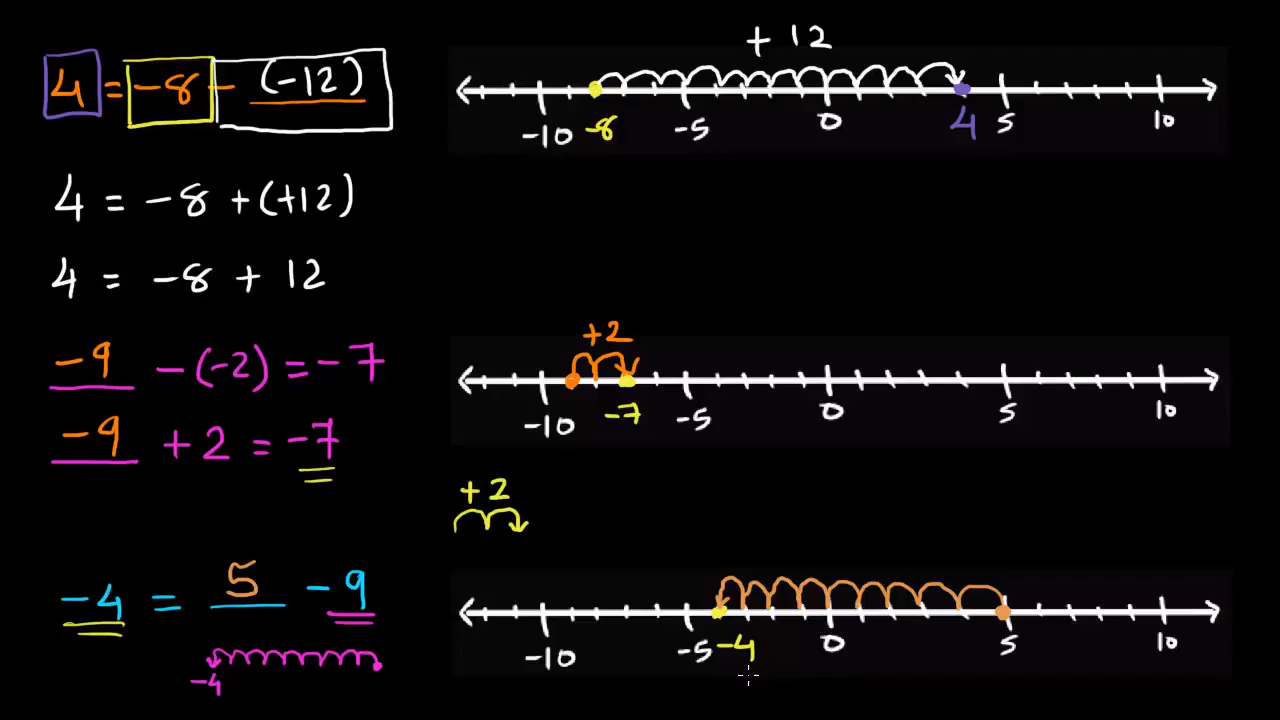 + 12
4 = -8 - (-12)
-10 -8 -5 0 4 5 10
4 = -8 + (+12)
4 = -8 + 12
+2
-9 - (-2) = -7
-10 -7 -5 0 5 10
-9 + 2 = -7
+2
-4 = 5 - 9
-10 -5 -4 0 5 10
-4